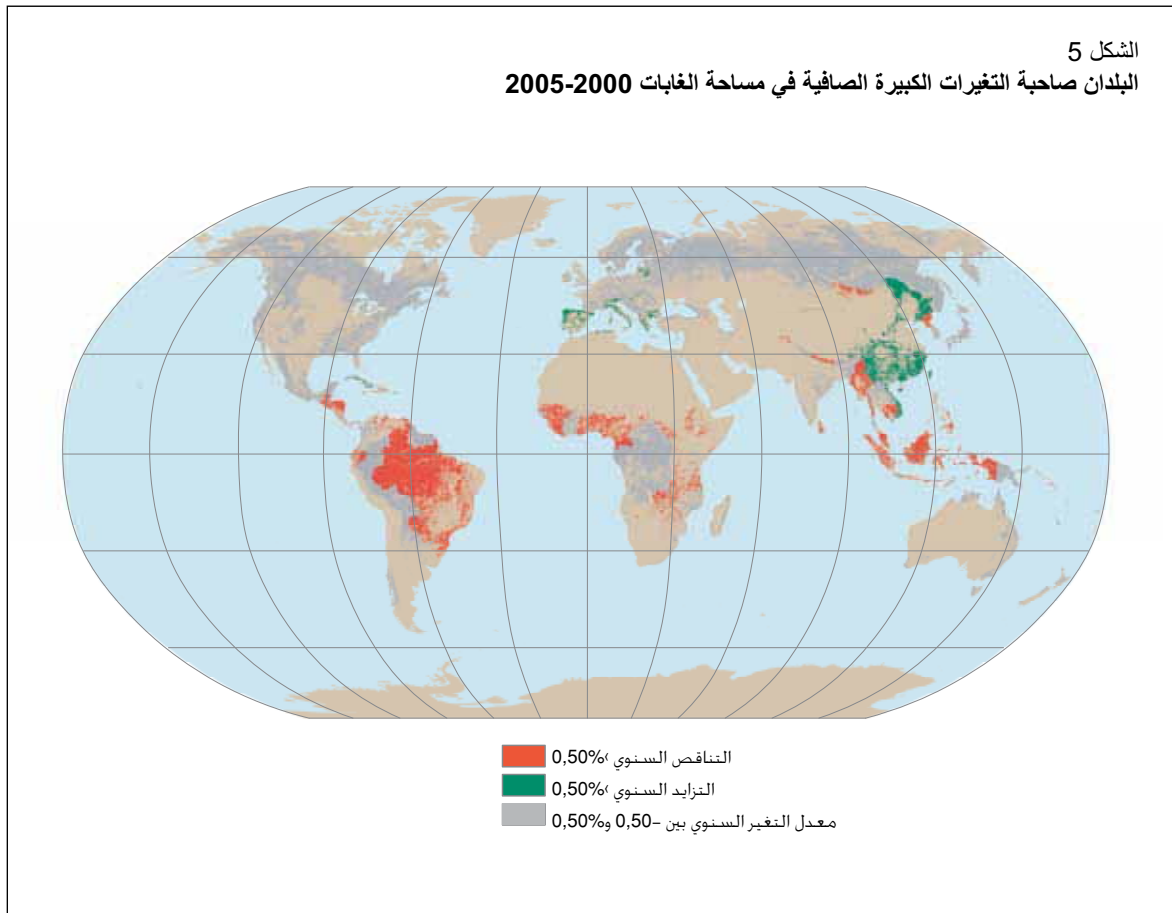 الشكل 5
البلدان صاحبة التغيرات الكبيرة الصافية في مساحة الغابات 2000-2005
التناقص السنوي ›0,50%
التزايد السنوي ›0,50%
معدل التغير السنوي بين –0,50 و0,50%